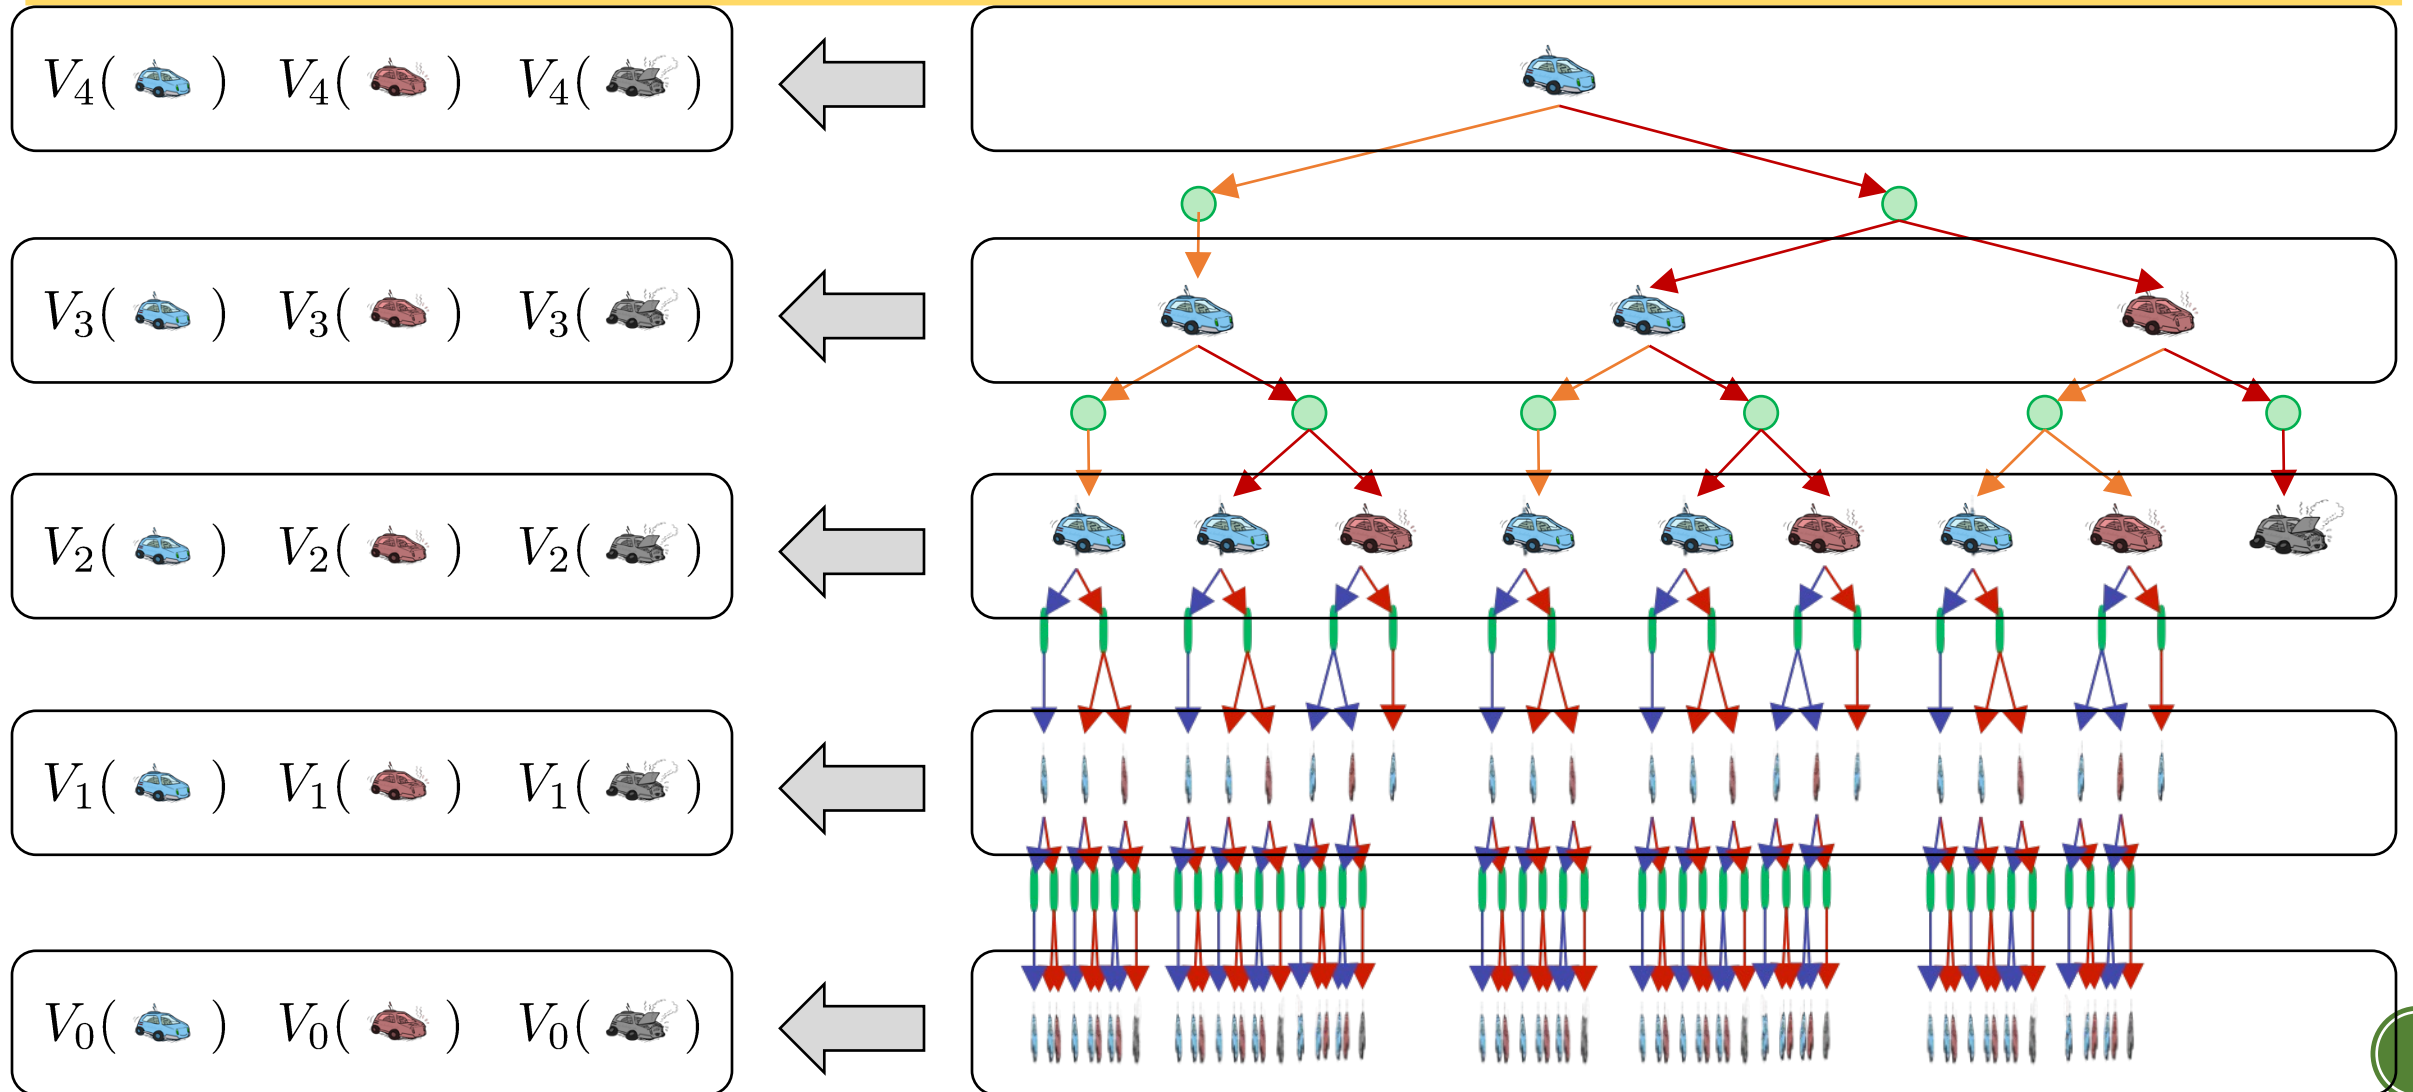 V₄( ) V₄( ) V₄( )
V₃( ) V₃( ) V₃( )
V₂( ) V₂( ) V₂( )
V₁( ) V₁( ) V₁( )
V₀( ) V₀( ) V₀( )